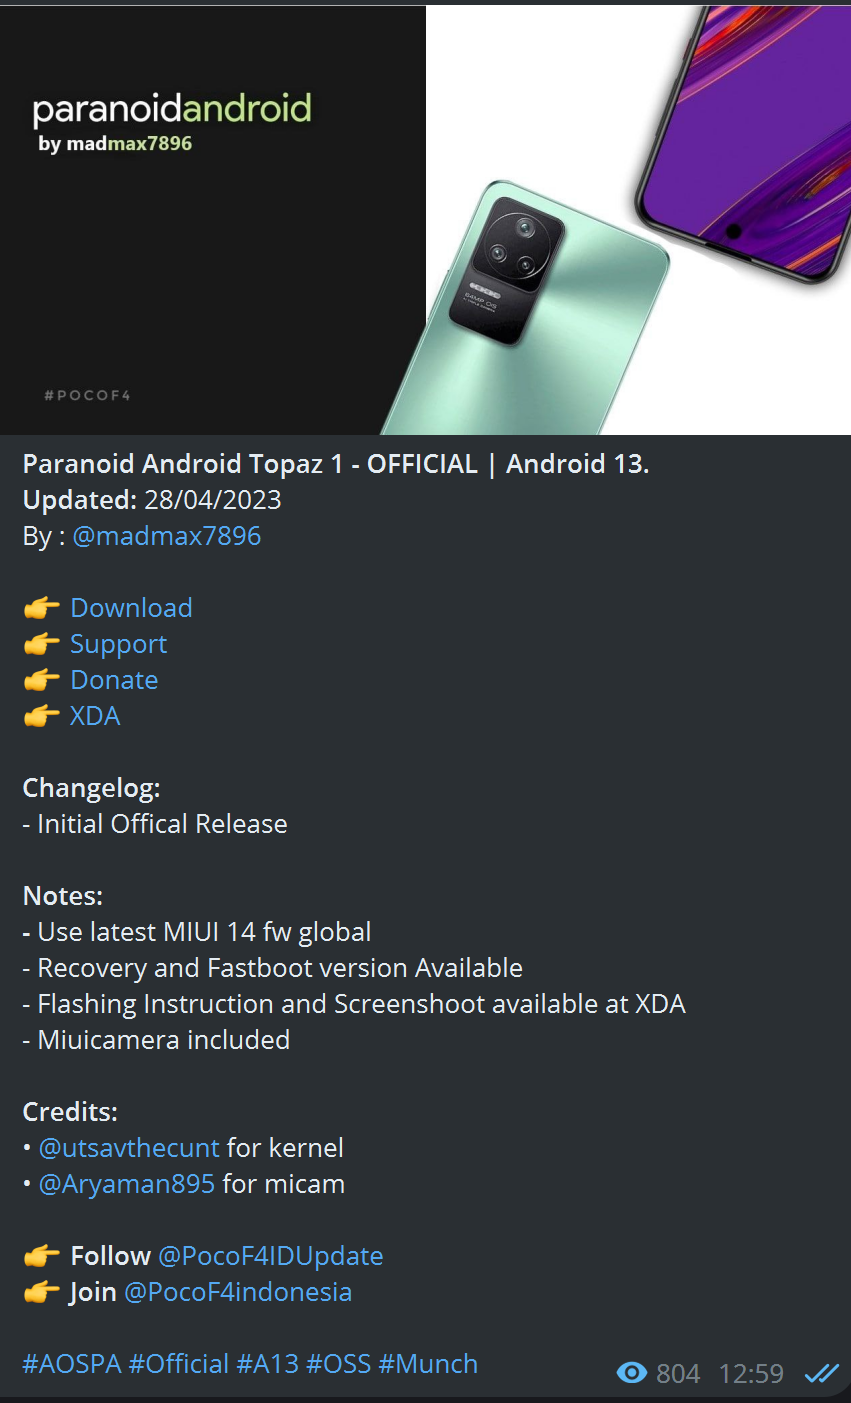 paranoidandroid
by madmax7896
64MP OIS
#POCOF4
Paranoid Android Topaz 1 - OFFICIAL | Android 13.
Updated: 28/04/2023
By : @madmax7896
👉 Download
👉 Support
👉 Donate
👉 XDA
Changelog:
- Initial Offical Release
Notes:
- Use latest MIUI 14 fw global
- Recovery and Fastboot version Available
- Flashing Instruction and Screenshoot available at XDA
- Miuicamera included
Credits:
• @utsavthecunt for kernel
• @Aryaman895 for micam
👉 Follow @PocoF4IDUpdate
👉 Join @PocoF4indonesia
#AOSPA #Official #A13 #OSS #Munch
804 12:59